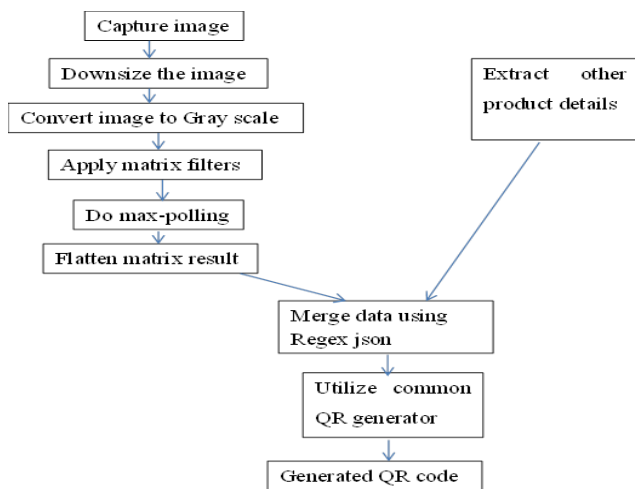 Capture image
Downsize the image
Convert image to Gray scale
Apply matrix filters
Do max-polling
Flatten matrix result
Extract other
product details
Merge data using
Regex json
Utilize common
QR generator
Generated QR code